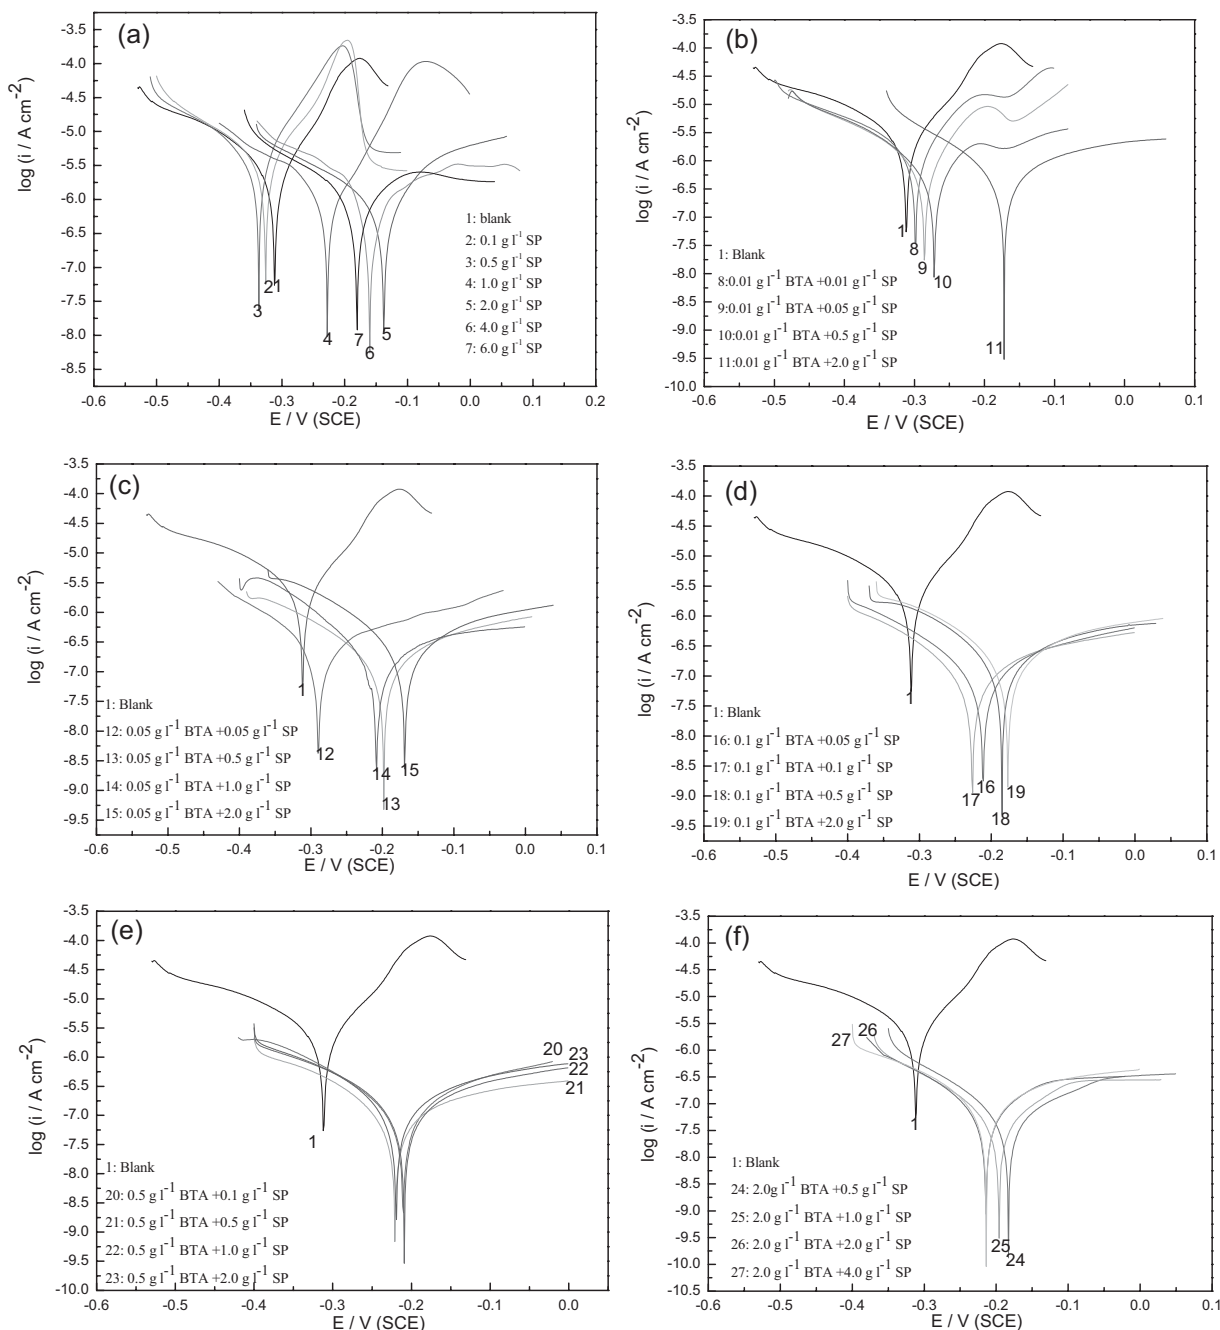 (a)
-3.5
-4.0
-4.5
-5.0
-5.5
-6.0
-6.5
-7.0
-7.5
-8.0
-8.5
log (i / A cm-2)
3
21
4
7
6
5
1: blank
2: 0.1 g l-1 SP
3: 0.5 g l-1 SP
4: 1.0 g l-1 SP
5: 2.0 g l-1 SP
6: 4.0 g l-1 SP
7: 6.0 g l-1 SP
-0.6 -0.5 -0.4 -0.3 -0.2 -0.1 0.0 0.1 0.2
E / V (SCE)
(b)
-3.5
-4.0
-4.5
-5.0
-5.5
-6.0
-6.5
-7.0
-7.5
-8.0
-8.5
-9.0
-9.5
-10.0
log (i / A cm-2)
1
8
9
10
11
1: Blank
8:0.01 g l-1 BTA +0.01 g l-1 SP
9:0.01 g l-1 BTA +0.05 g l-1 SP
10:0.01 g l-1 BTA +0.5 g l-1 SP
11:0.01 g l-1 BTA +2.0 g l-1 SP
-0.6 -0.5 -0.4 -0.3 -0.2 -0.1 0.0 0.1
E / V (SCE)
(c)
-3.5
-4.0
-4.5
-5.0
-5.5
-6.0
-6.5
-7.0
-7.5
-8.0
-8.5
-9.0
-9.5
log (i / A cm-2)
1
12
14
13
15
1: Blank
12: 0.05 g l-1 BTA +0.05 g l-1 SP
13: 0.05 g l-1 BTA +0.5 g l-1 SP
14: 0.05 g l-1 BTA +1.0 g l-1 SP
15: 0.05 g l-1 BTA +2.0 g l-1 SP
-0.6 -0.5 -0.4 -0.3 -0.2 -0.1 0.0 0.1
E / V (SCE)
(d)
-3.5
-4.0
-4.5
-5.0
-5.5
-6.0
-6.5
-7.0
-7.5
-8.0
-8.5
-9.0
-9.5
log (i / A cm-2)
1
17
16
18
19
1: Blank
16: 0.1 g l-1 BTA +0.05 g l-1 SP
17: 0.1 g l-1 BTA +0.1 g l-1 SP
18: 0.1 g l-1 BTA +0.5 g l-1 SP
19: 0.1 g l-1 BTA +2.0 g l-1 SP
-0.6 -0.5 -0.4 -0.3 -0.2 -0.1 0.0 0.1
E / V (SCE)
(e)
-3.5
-4.0
-4.5
-5.0
-5.5
-6.0
-6.5
-7.0
-7.5
-8.0
-8.5
-9.0
-9.5
-10.0
log (i / A cm-2)
1
20
23
22
21
1: Blank
20: 0.5 g l-1 BTA +0.1 g l-1 SP
21: 0.5 g l-1 BTA +0.5 g l-1 SP
22: 0.5 g l-1 BTA +1.0 g l-1 SP
23: 0.5 g l-1 BTA +2.0 g l-1 SP
-0.6 -0.5 -0.4 -0.3 -0.2 -0.1 0.0
E / V (SCE)
(f)
-3.5
-4.0
-4.5
-5.0
-5.5
-6.0
-6.5
-7.0
-7.5
-8.0
-8.5
-9.0
-9.5
-10.0
-10.5
log (i / A cm-2)
27
26
1
25
24
1: Blank
24: 2.0g l-1 BTA +0.5 g l-1 SP
25: 2.0 g l-1 BTA +1.0 g l-1 SP
26: 2.0 g l-1 BTA +2.0 g l-1 SP
27: 2.0 g l-1 BTA +4.0 g l-1 SP
-0.6 -0.5 -0.4 -0.3 -0.2 -0.1 0.0 0.1
E / V (SCE)